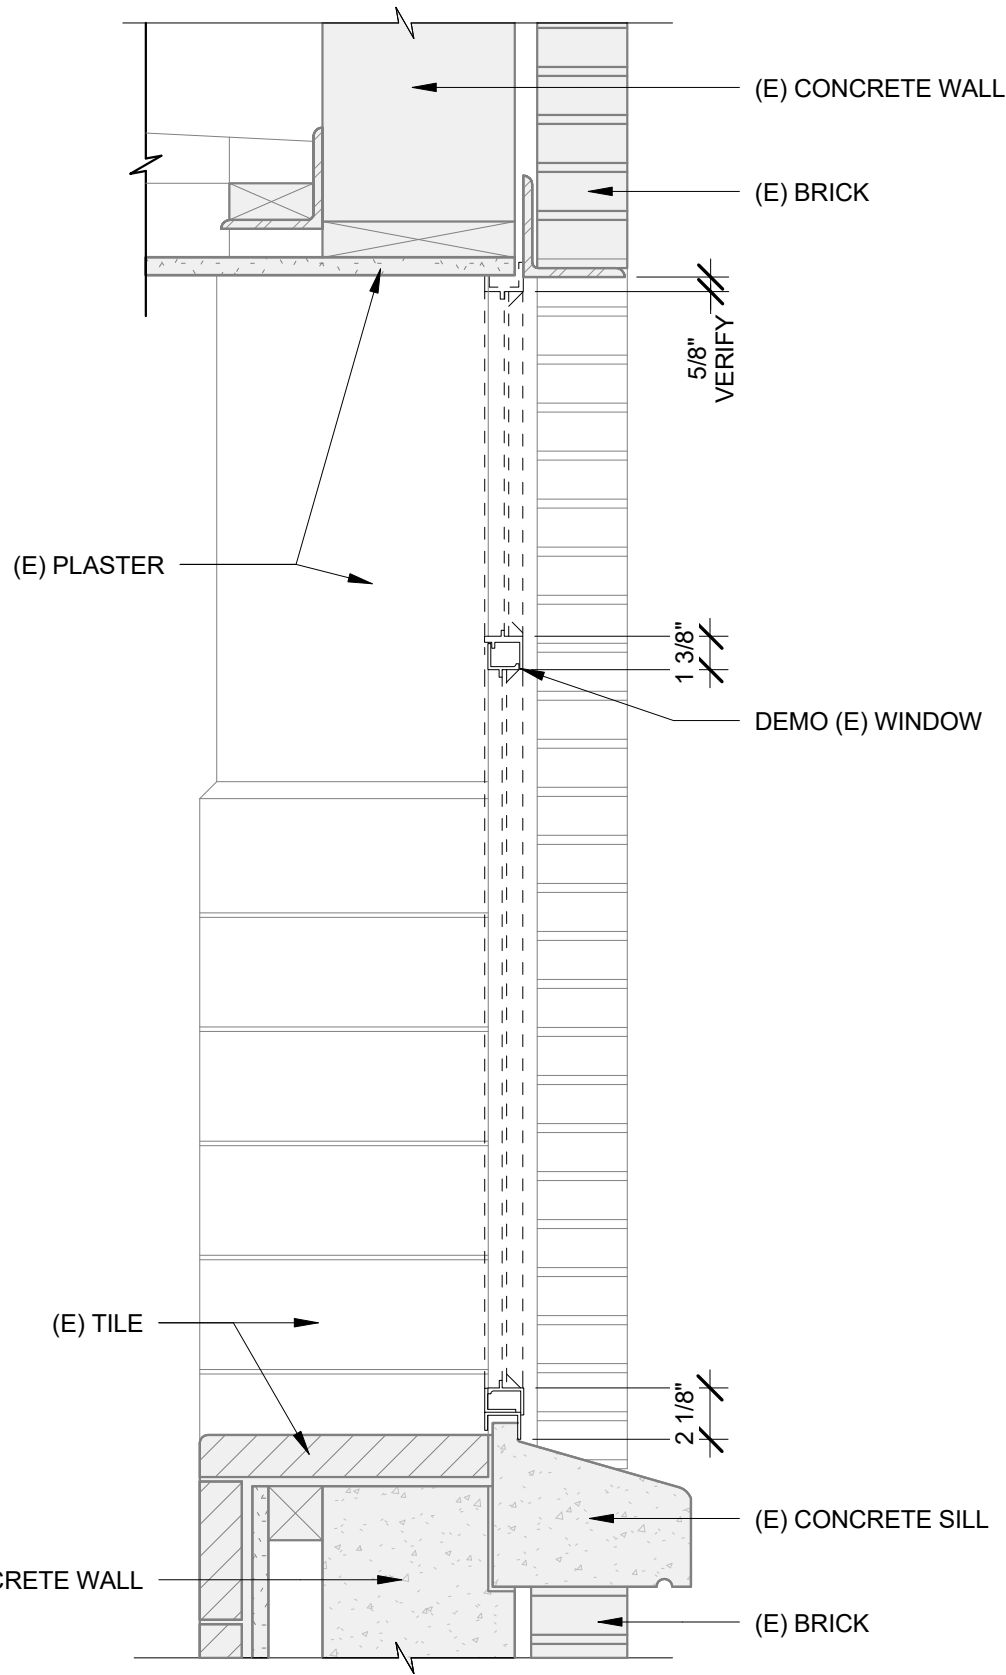 (E) CONCRETE WALL
(E) BRICK
5/8"
VERIFY
(E) PLASTER
1 3/8"
DEMO (E) WINDOW
(E) TILE
2 1/8"
(E) CONCRETE SILL
WALL
(E) BRICK